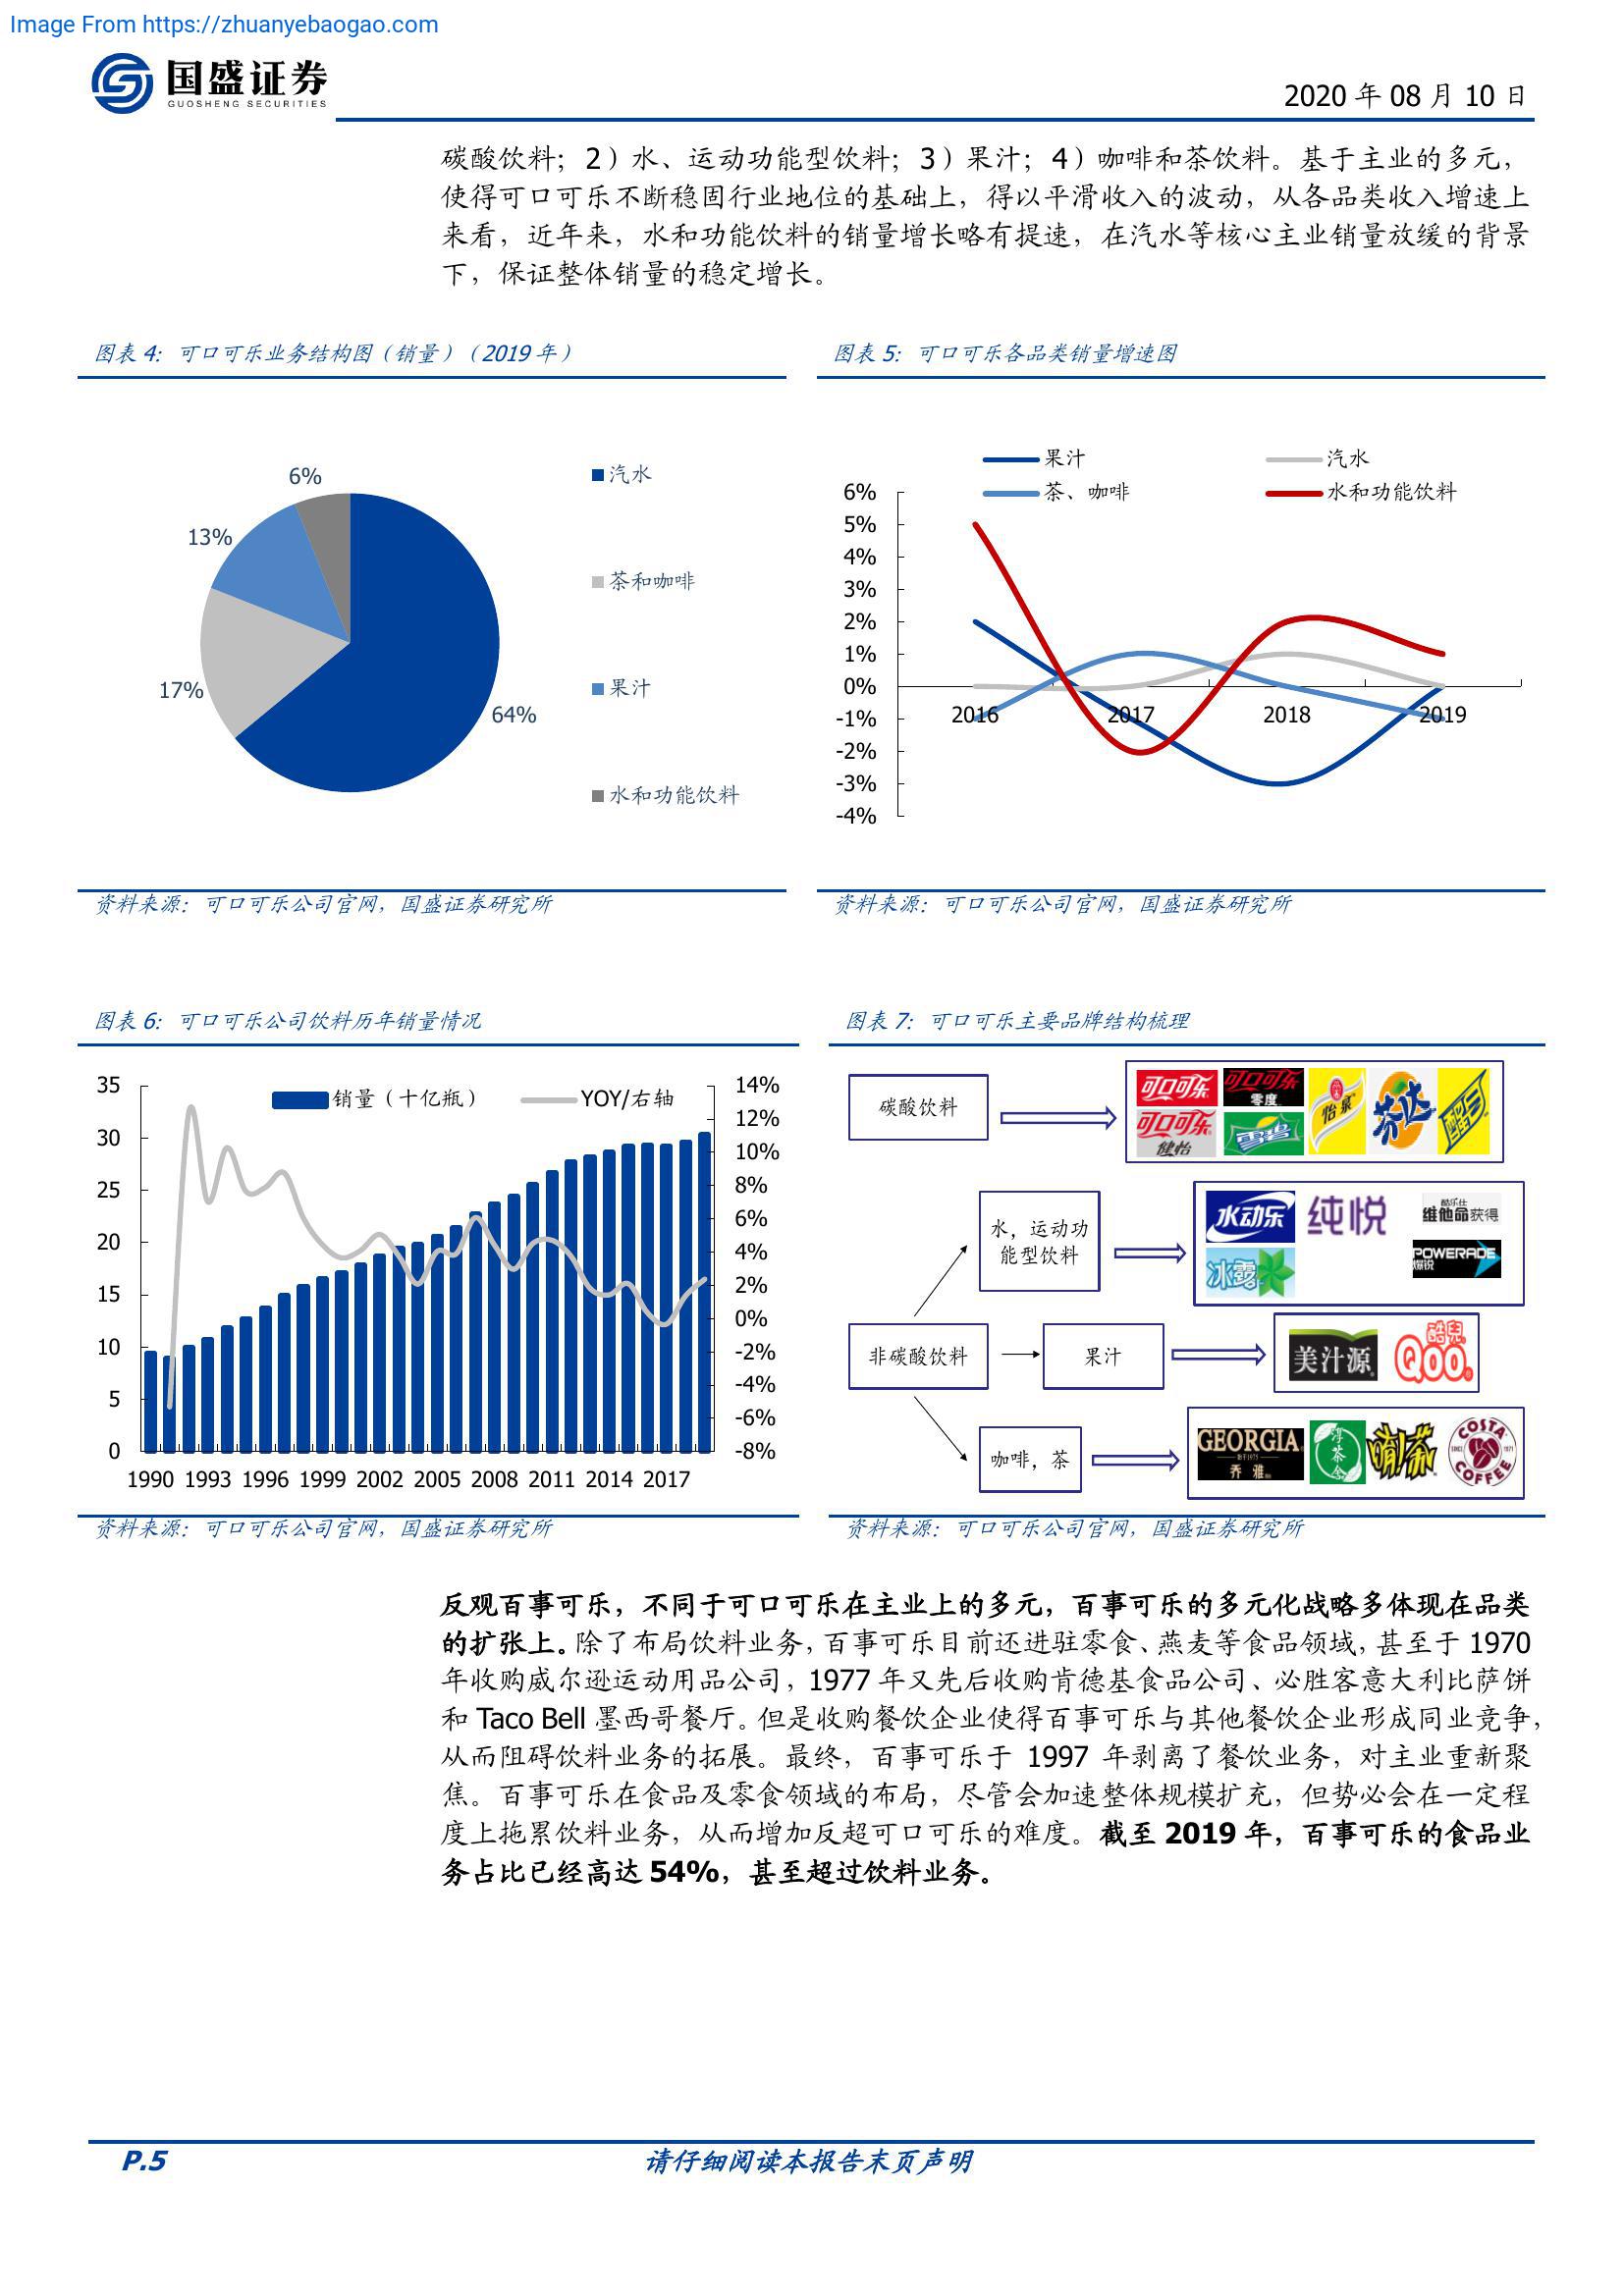 Image From https://zhuanyebaogao.com
国盛证券
GUOSHENG SECURITIES
2020 年 08 月 10 日
碳酸饮料；2）水、运动功能型饮料；3）果汁；4）咖啡和茶饮料。基于主业的多元，
使得可口可乐不断稳固行业地位的基础上，得以平滑收入的波动，从各品类收入增速上
来看，近年来，水和功能饮料的销量增长略有提速，在汽水等核心主业销量放缓的背景
下，保证整体销量的稳定增长。
图表 4：可口可乐业务结构图（销量）（2019 年）
6%
13%
17%
64%
汽水
茶和咖啡
果汁
水和功能饮料
资料来源：可口可乐公司官网，国盛证券研究所
图表 5：可口可乐各品类销量增速图
果汁
汽水
茶、咖啡
水和功能饮料
6%
5%
4%
3%
2%
1%
0%
-1%
-2%
-3%
-4%
2016 2017 2018 2019
资料来源：可口可乐公司官网，国盛证券研究所
图表 6：可口可乐公司饮料历年销量情况
销量（十亿瓶）
YOY/右轴
35
30
25
20
15
10
5
0
14%
12%
10%
8%
6%
4%
2%
0%
-2%
-4%
-6%
-8%
1990 1993 1996 1999 2002 2005 2008 2011 2014 2017
资料来源：可口可乐公司官网，国盛证券研究所
图表 7：可口可乐主要品牌结构梳理
碳酸饮料
可口可乐
可口可乐
零度
可口可乐
健怡
雪碧
怡泉
芬达
醒目
水，运动功
能型饮料
水动乐
纯悦
酷乐仕
维他命获得
冰露
POWERADE
爆锐
非碳酸饮料
果汁
美汁源
酷兒
Qoo
咖啡，茶
GEORGIA
乔雅
淳茶舍
COSTA
COFFEE
SINCE 1971
资料来源：可口可乐公司官网，国盛证券研究所
反观百事可乐，不同于可口可乐在主业上的多元，百事可乐的多元化战略多体现在品类
的扩张上。除了布局饮料业务，百事可乐目前还进驻零食、燕麦等食品领域，甚至于 1970
年收购威尔逊运动用品公司，1977 年又先后收购肯德基食品公司、必胜客意大利比萨饼
和 Taco Bell 墨西哥餐厅。但是收购餐饮企业使得百事可乐与其他餐饮企业形成同业竞争，
从而阻碍饮料业务的拓展。最终，百事可乐于 1997 年剥离了餐饮业务，对主业重新聚
焦。百事可乐在食品及零食领域的布局，尽管会加速整体规模扩充，但势必会在一定程
度上拖累饮料业务，从而增加反超可口可乐的难度。截至 2019 年，百事可乐的食品业
务占比已经高达 54%，甚至超过饮料业务。
P.5
请仔细阅读本报告末页声明